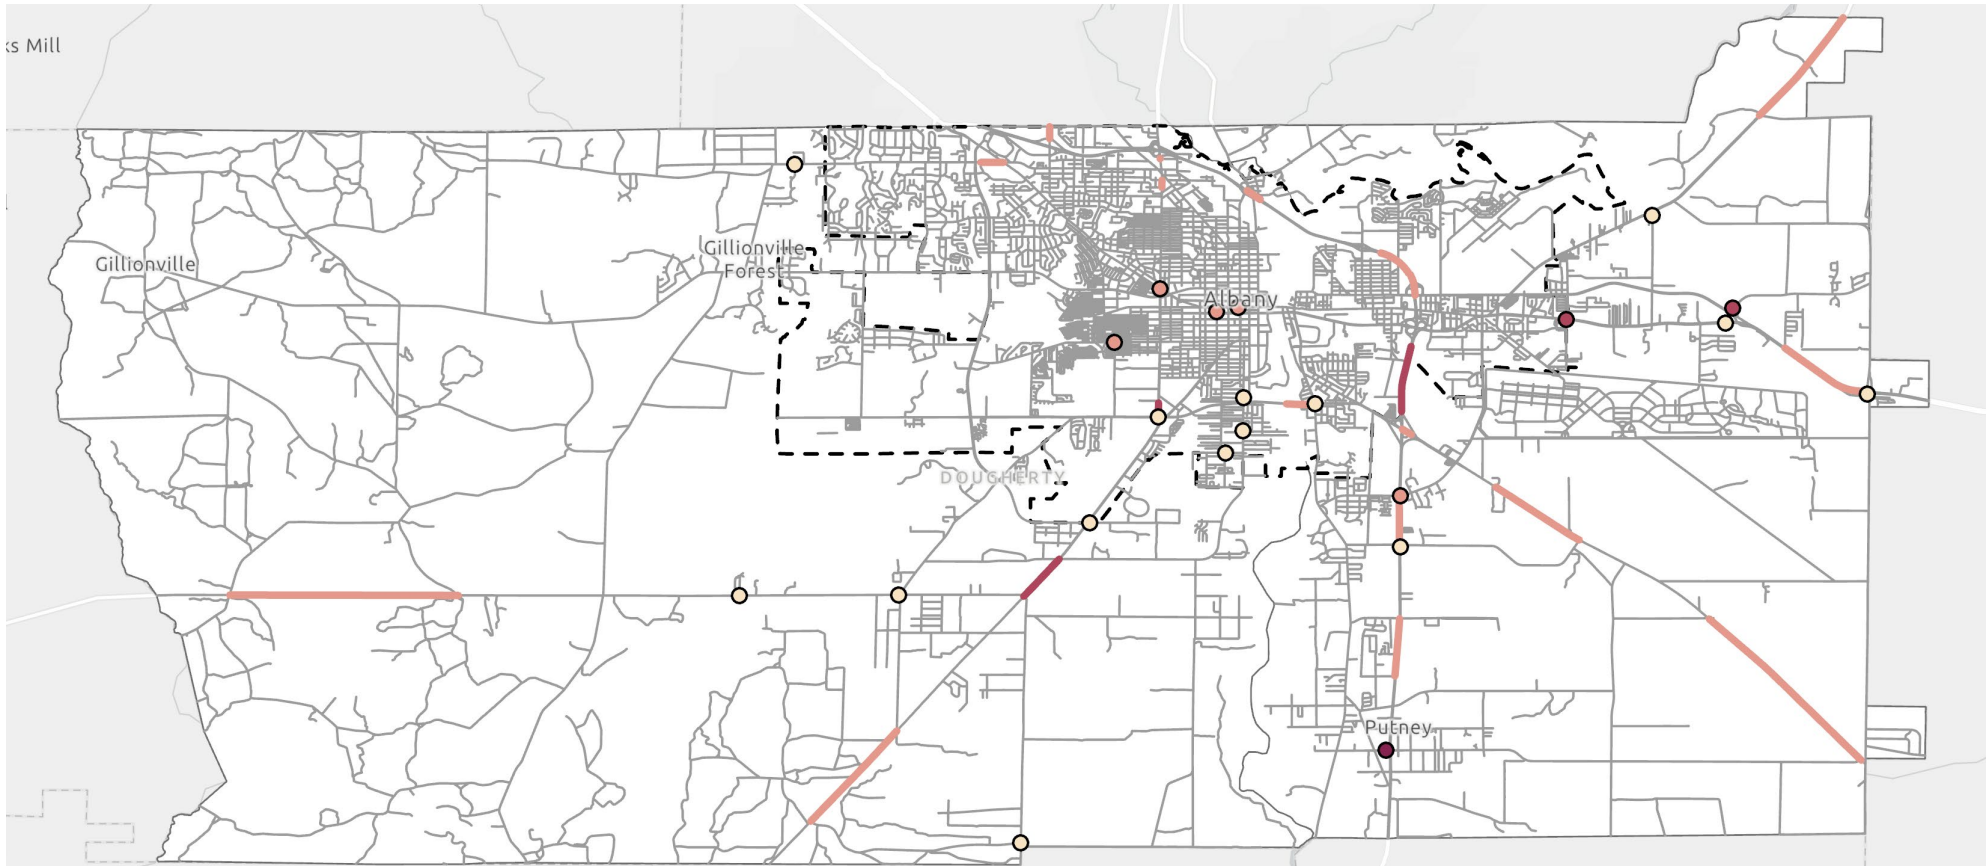 ks Mill
Gillionville
Forest
Gillionville
Albany
DOUGHERTY
Putney